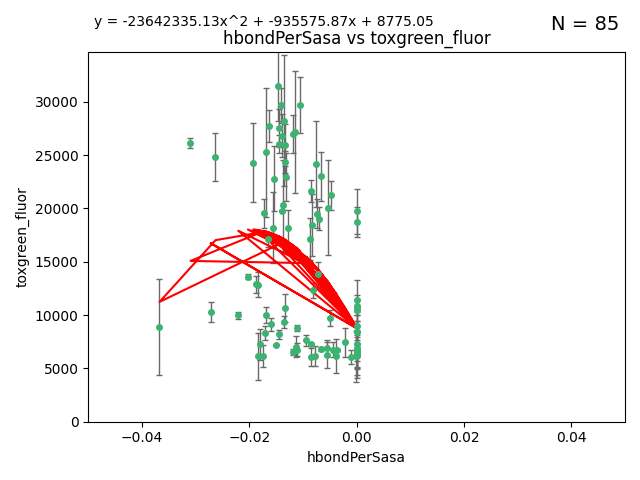 y = -23642335.13x^2 + -935575.87x + 8775.05
N = 85
hbondPerSasa vs toxgreen_fluor
toxgreen_fluor
30000
25000
20000
15000
10000
5000
0
−0.04
−0.02
0.00
0.02
0.04
hbondPerSasa